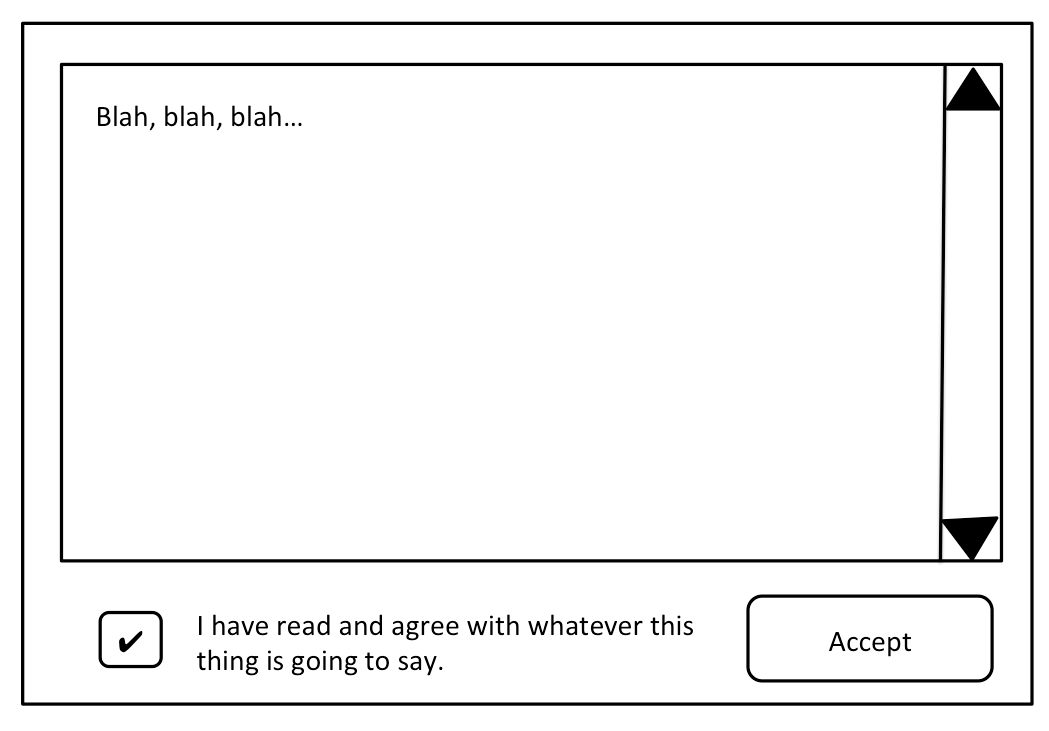 Blah, blah, blah...
I have read and agree with whatever this
thing is going to say.
Accept